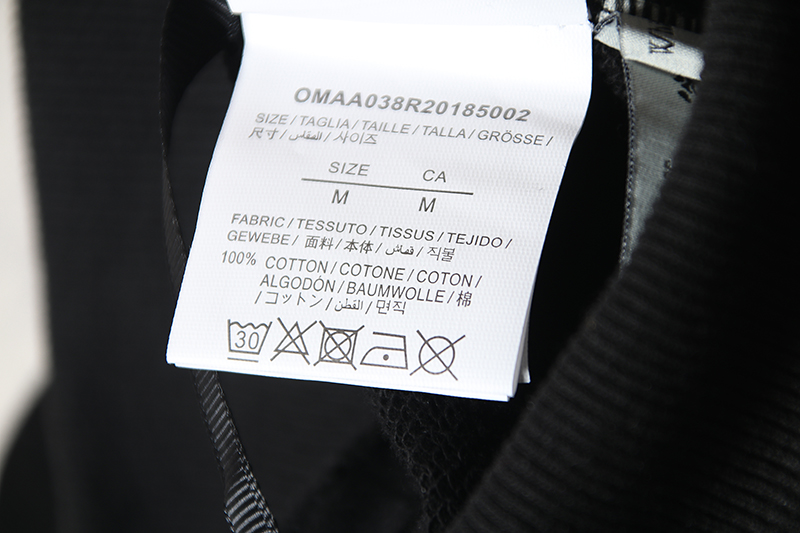 OMAA038R20185002
SIZE / TAGLIA / TAILLE / TALLA / GRÖSSE /
尺寸 / المقاس / 사이즈
SIZE CA
M M
FABRIC / TESSUTO / TISSUS / TEJIDO /
GEWEBE / 面料 / 本体 / قماش / 직물
100% COTTON / COTONE / COTON /
ALGODÓN / BAUMWOLLE / 棉
/ コットン / القطن / 면직
30